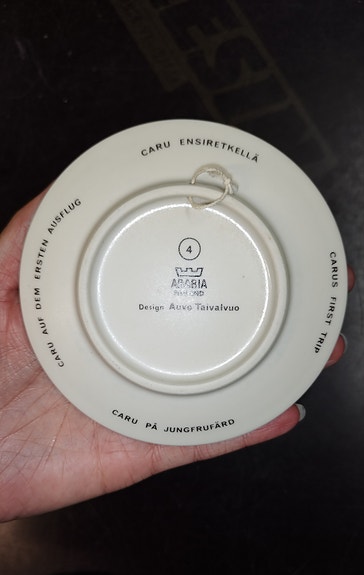 CARU ENSIRETKELLÄ
CARUS FIRST TRIP
CARU PÅ JUNGFRUFÄRD
CARU AUF DEM ERSTEN AUSFLUG
4
ARABIA
FINLAND
Design Auvo Taivalvuo